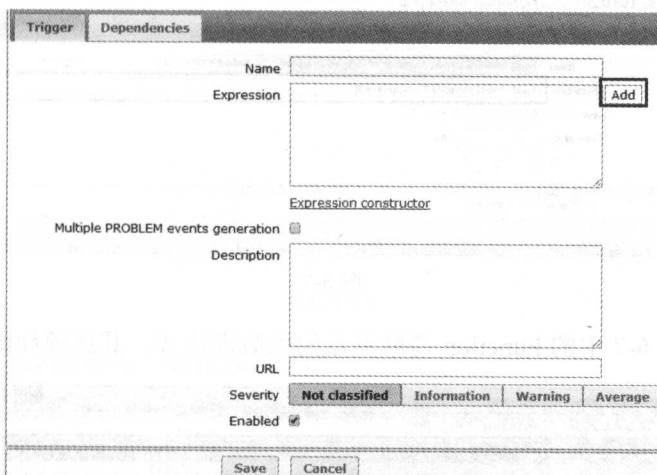 Trigger Dependencies
Name
Expression Add
Expression constructor
Multiple PROBLEM events generation
Description
URL
Severity Not classified Information Warning Average
Enabled
Save Cancel